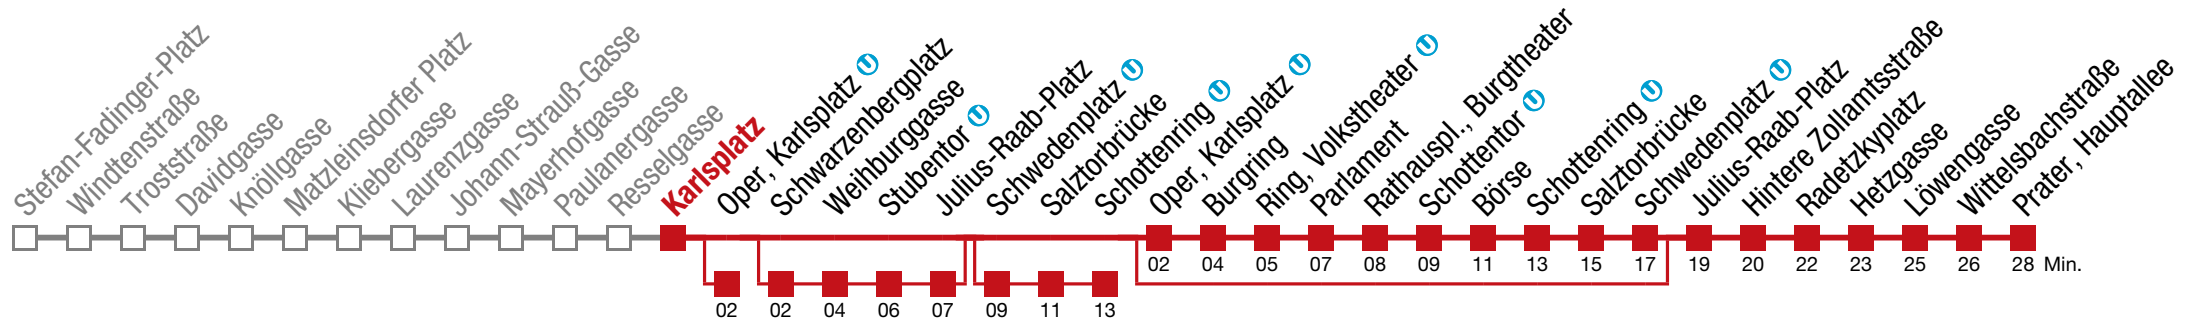 Stefan-Fadinger-Platz
Windtenstraße
Troststraße
Davidgasse
Knöllgasse
Matzleinsdorfer Platz
Kliebergasse
Laurenzgasse
Johann-Strauß-Gasse
Mayerhofgasse
Paulanergasse
Resselgasse
Karlsplatz
Oper, Karlsplatz U
Schwarzenbergplatz
Weihburggasse
Stubentor U
Julius-Raab-Platz
Schwedenplatz U
Salztorbrücke
Schottenring U
Oper, Karlsplatz U
Burgring
Ring, Volkstheater U
Parlament
Rathauspl., Burgtheater
Schottentor U
Börse
Schottenring U
Salztorbrücke
Schwedenplatz U
Julius-Raab-Platz
Hintere Zollamtsstraße
Radetzkyplatz
Hetzgasse
Löwengasse
Wittelsbachstraße
Prater, Hauptallee
02 04 05 07 08 09 11 13 15 17 19 20 22 23 25 26 28 Min.
02 02 04 06 07 09 11 13